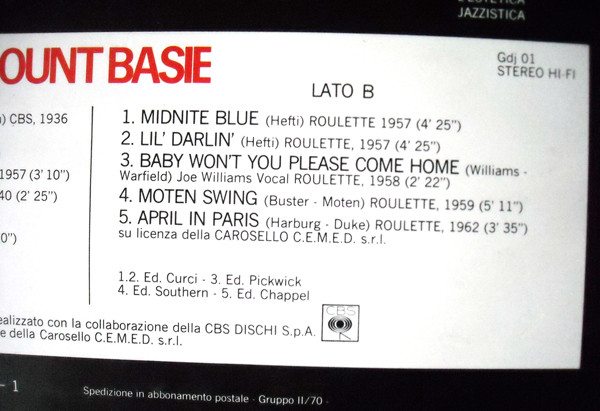 JAZZISTICA
OUNT BASIE
Gdj 01
STEREO HI-FI
LATO B
) CBS, 1936
1957 (3' 10")
40 (2' 25")
0")
1. MIDNITE BLUE (Hefti) ROULETTE 1957 (4' 25")
2. LIL' DARLIN' (Hefti) ROULETTE, 1957 (4' 25")
3. BABY WON'T YOU PLEASE COME HOME (Williams -
Warfield) Joe Williams Vocal ROULETTE, 1958 (2' 22")
4. MOTEN SWING (Buster - Moten) ROULETTE, 1959 (5' 11")
5. APRIL IN PARIS (Harburg - Duke) ROULETTE, 1962 (3' 35")
su licenza della CAROSELLO C.E.M.E.D. s.r.l.
1.2. Ed. Curci - 3. Ed. Pickwick
4. Ed. Southern - 5. Ed. Chappel
CBS
ealizzato con la collaborazione della CBS DISCHI S.p.A.
e della Carosello C.E.M.E.D. s.r.l.
- 1
Spedizione in abbonamento postale - Gruppo II/70 -